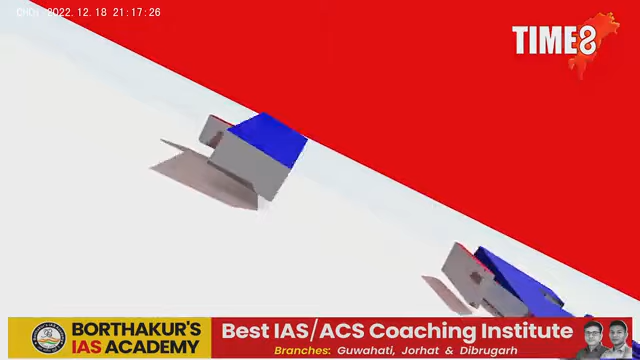 2022.12.18 21:17:26
TIME8
BORTHAKUR'S
IAS ACADEMY
Best IAS/ACS Coaching Institute
Branches: Guwahati, Jorhat & Dibrugarh